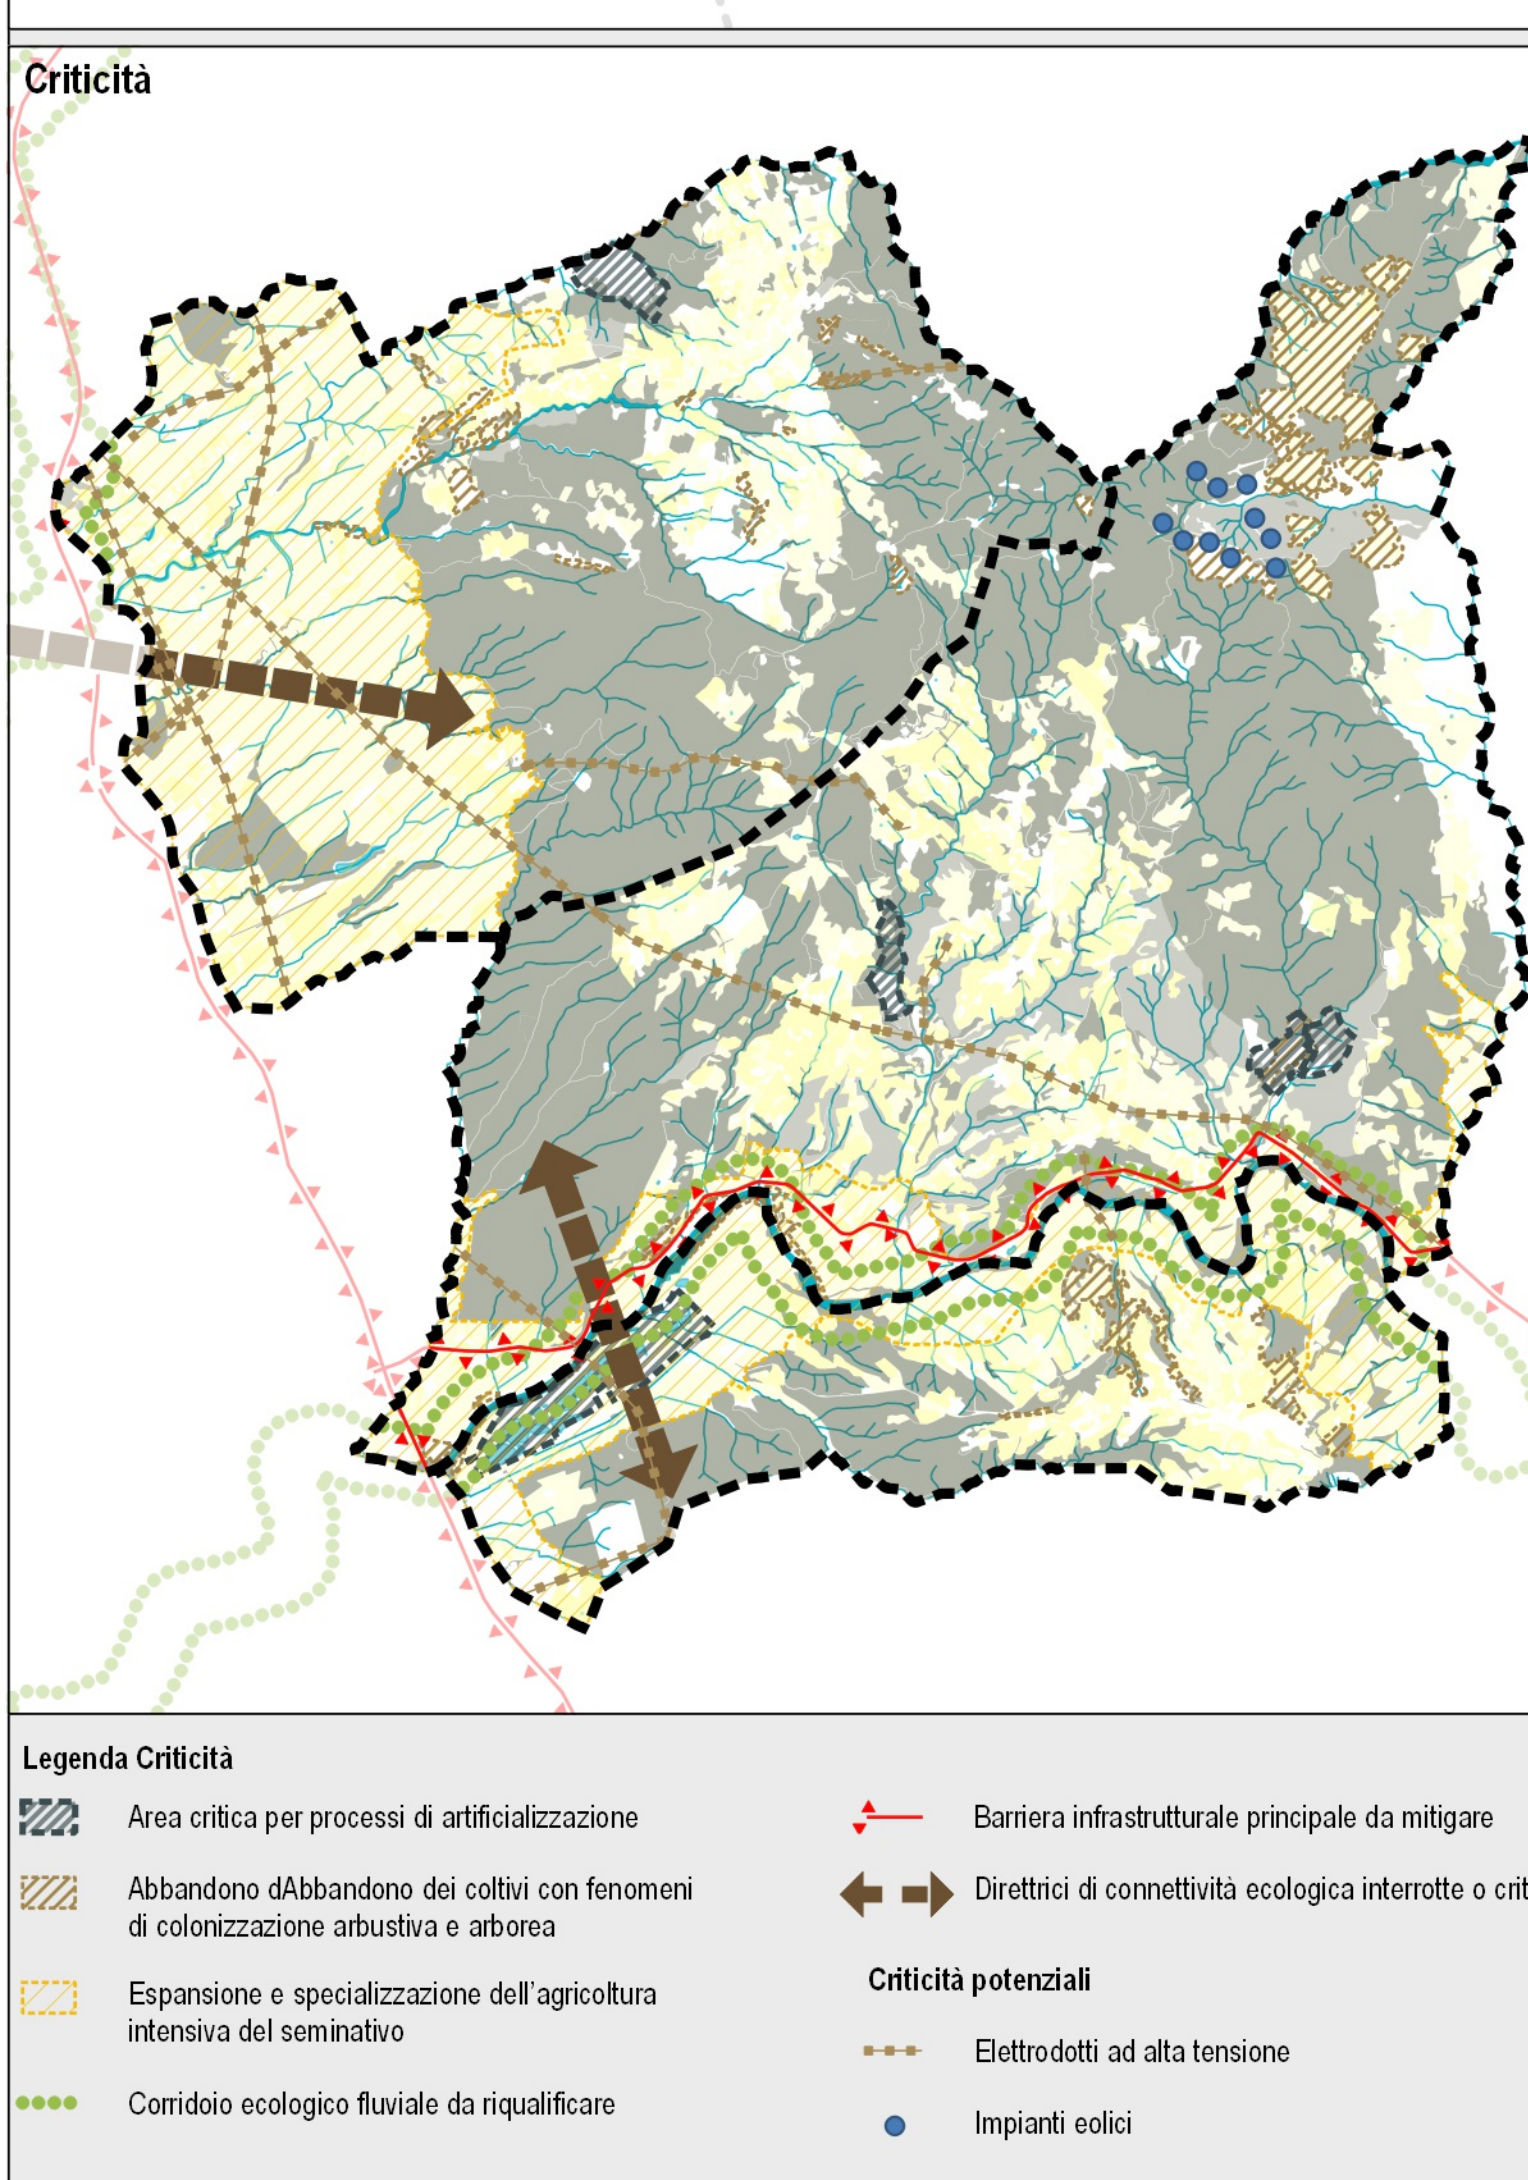 Criticità
Legenda Criticità
Area critica per processi di artificializzazione
Abbandono dAbbandono dei coltivi con fenomeni
di colonizzazione arbustiva e arborea
Espansione e specializzazione dell'agricoltura
intensiva del seminativo
Corridoio ecologico fluviale da riqualificare
Barriera infrastrutturale principale da mitigare
Direttrici di connettività ecologica interrotte o crit
Criticità potenziali
Elettrodotti ad alta tensione
Impianti eolici